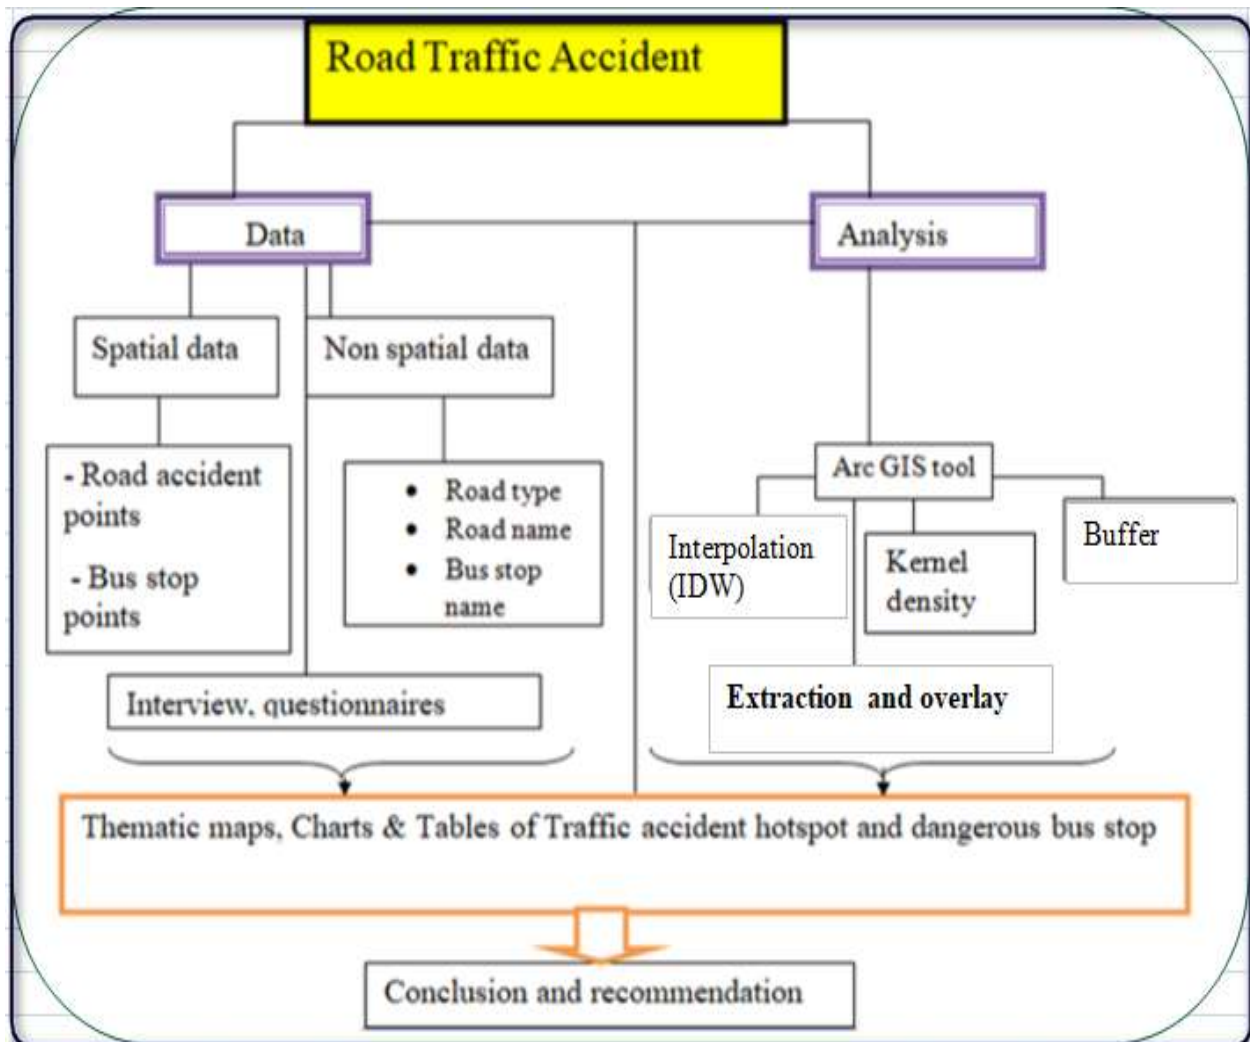 Road Traffic Accident
Data
Analysis
Spatial data
Non spatial data
- Road accident
points
- Bus stop
points
• Road type
• Road name
• Bus stop
name
Interview, questionnaires
Arc GIS tool
Interpolation
(IDW)
Kernel
density
Buffer
Extraction and overlay
Thematic maps, Charts & Tables of Traffic accident hotspot and dangerous bus stop
Conclusion and recommendation